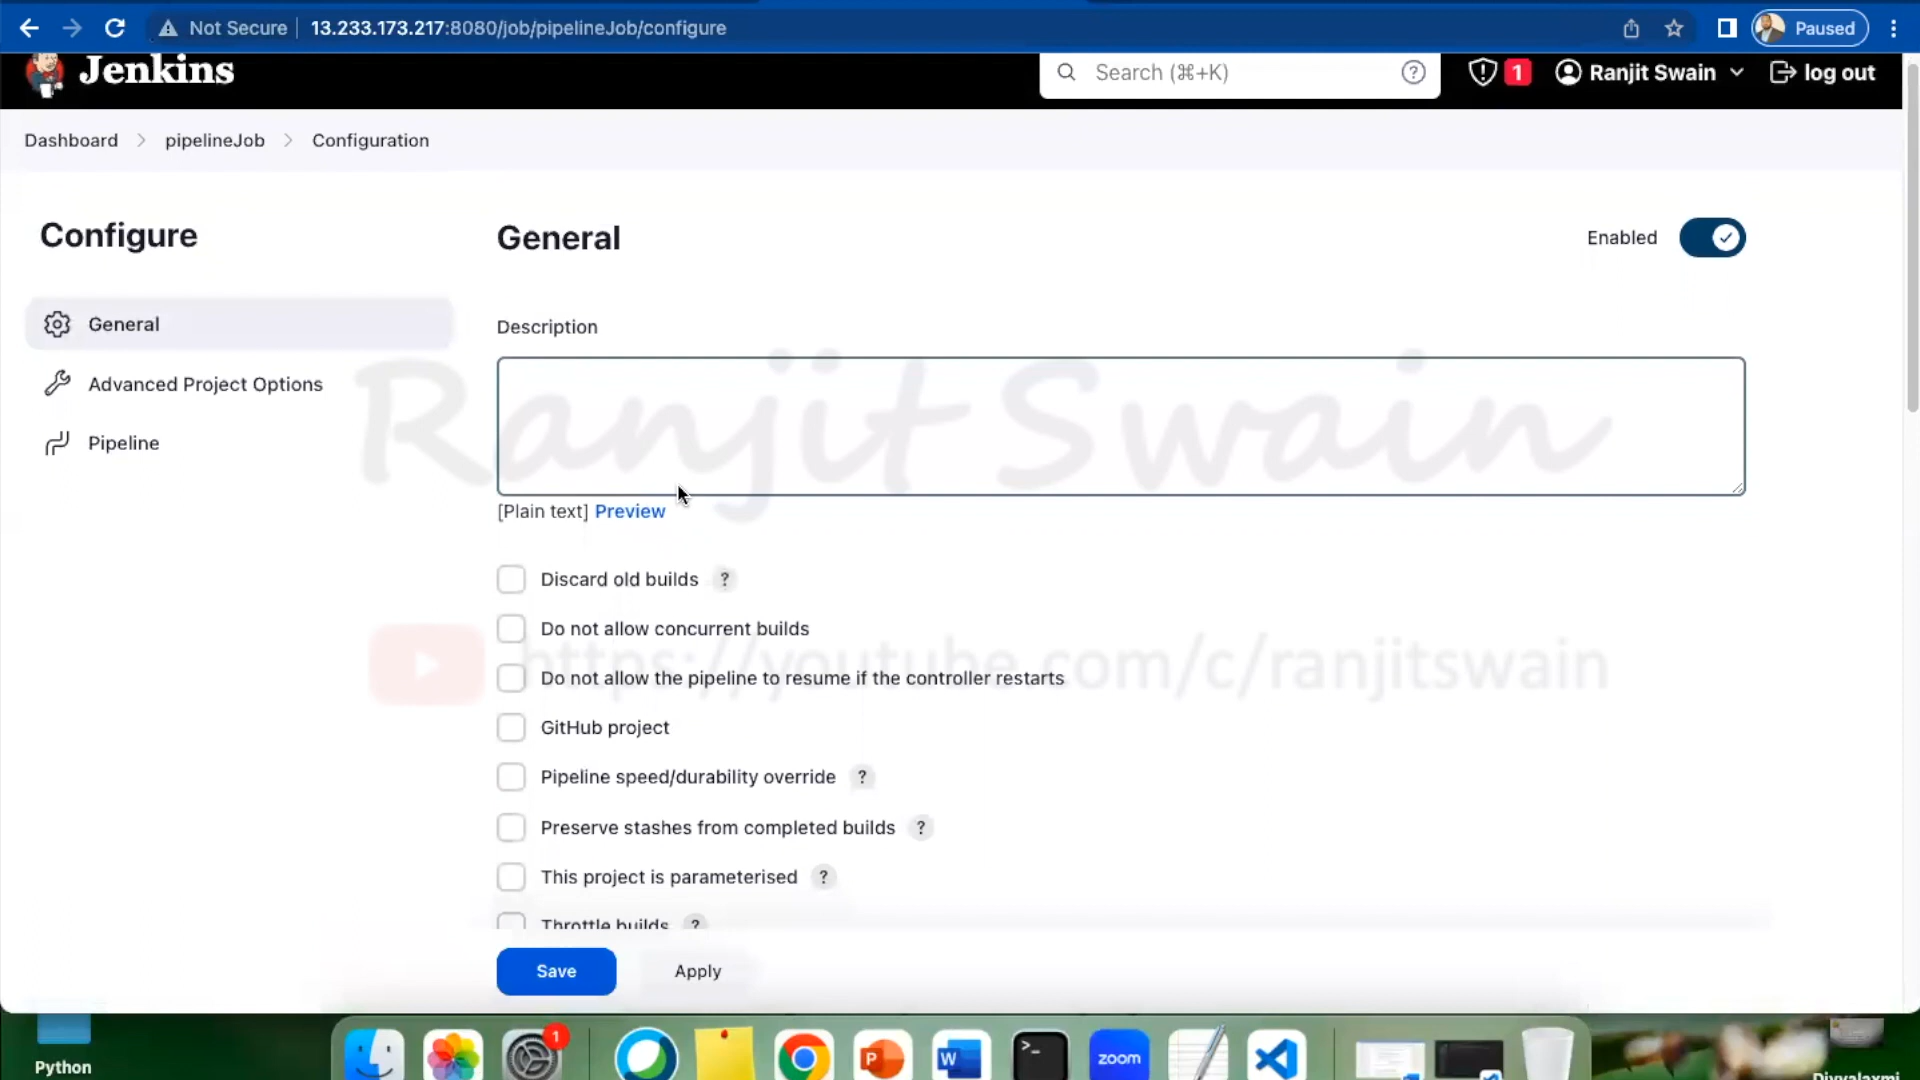 Not Secure
13.233.173.217:8080/job/pipelineJob/configure
Paused
Jenkins
Search (⌘+K)
?
1
Ranjit Swain
log out
Dashboard
pipelineJob
Configuration
Configure
General
Enabled
General
Description
Advanced Project Options
Ranjit Swain
Pipeline
[Plain text] Preview
Discard old builds ?
Do not allow concurrent builds
https://youtube.com/c/ranjitswain
Do not allow the pipeline to resume if the controller restarts
GitHub project
Pipeline speed/durability override ?
Preserve stashes from completed builds ?
This project is parameterised ?
Throttle builds ?
Save
Apply
1
P
W
>_
zoom
Python
Divyalaxmi